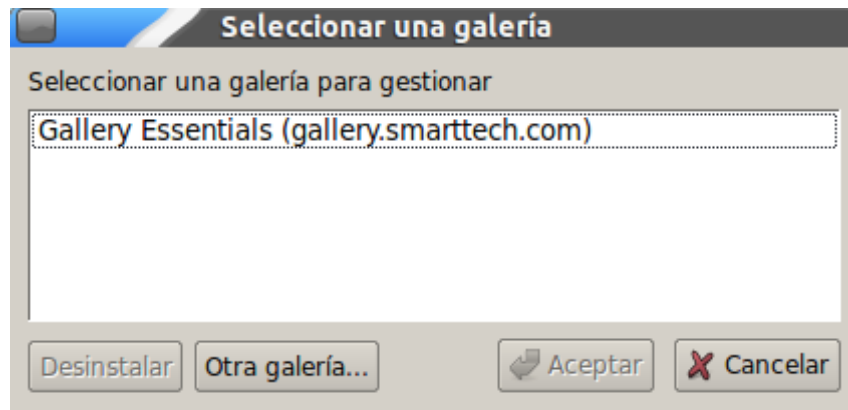 Seleccionar una galería
Seleccionar una galería para gestionar
Gallery Essentials (gallery.smarttech.com)
Desinstalar Otra galería... Aceptar Cancelar